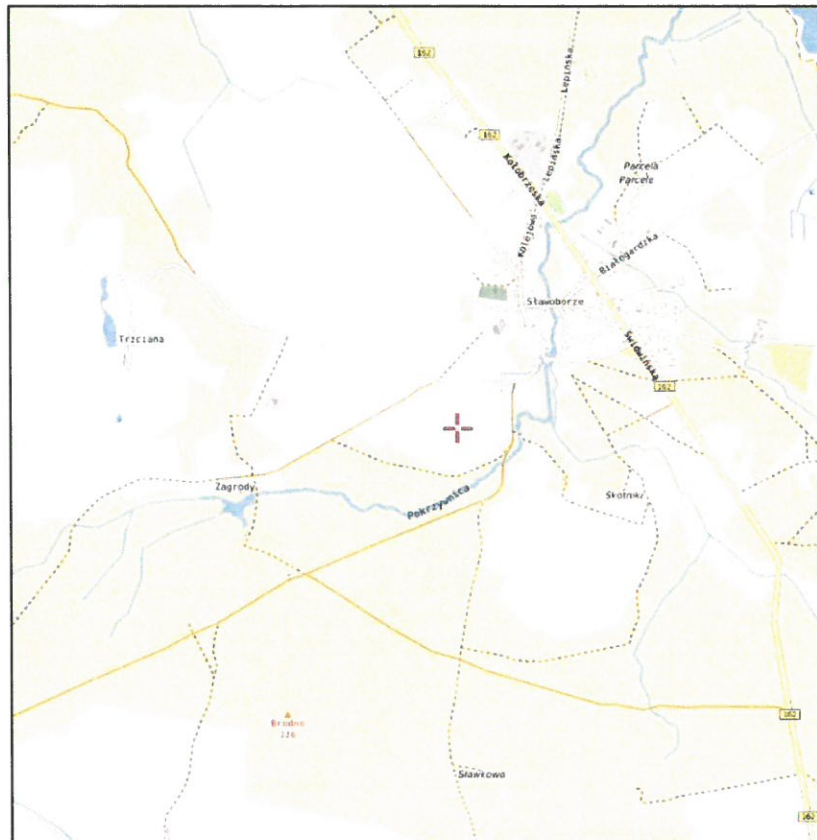 162
Lepińska
162
Lepińska
Kołobrzeska
Parcela
Parcele
Kolejowa
Białogardzka
Sławoborze
Trzciana
Świdwińska
162
Zagrody
Skotniki
Pokrzywnica
162
Brodno
Sławkowo
162